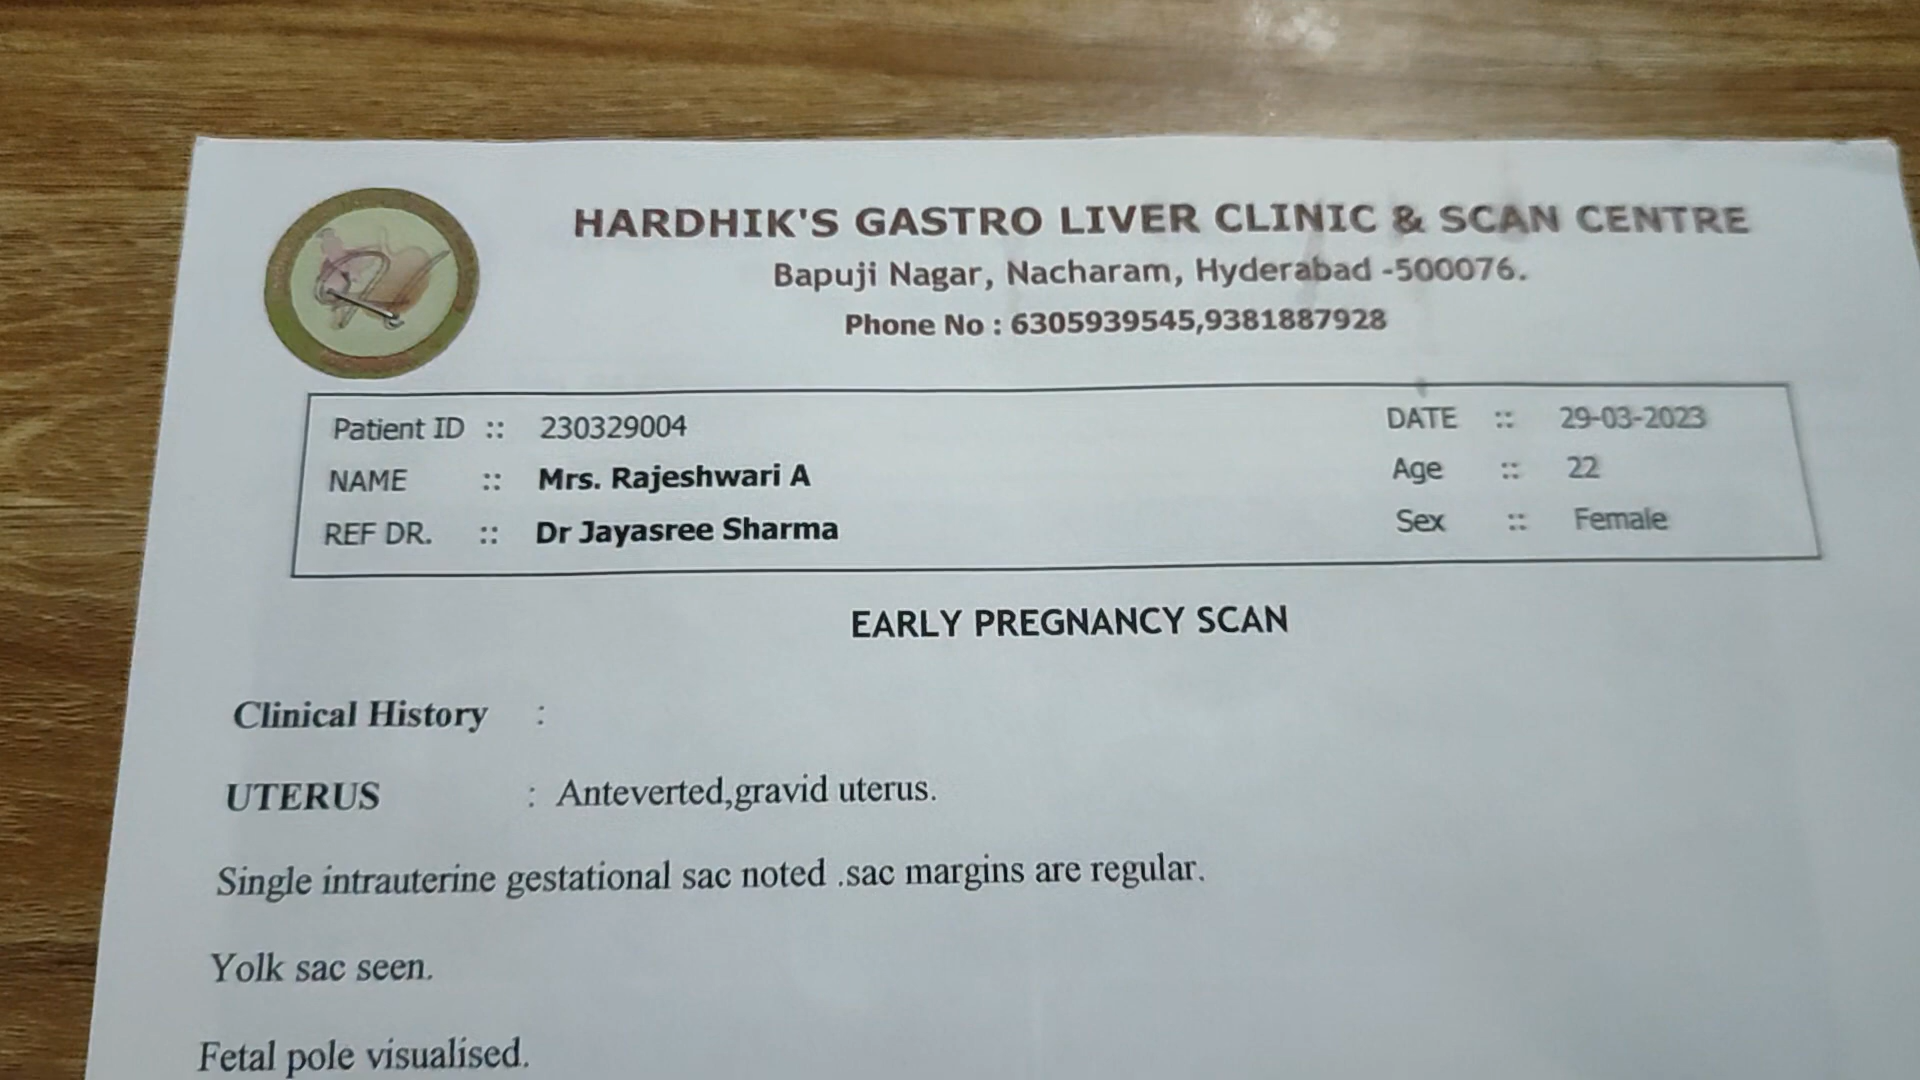 HARDHIK'S GASTRO LIVER CLINIC & SCAN CENTRE
Bapuji Nagar, Nacharam, Hyderabad -500076.
Phone No : 6305939545,9381887928
Patient ID :: 230329004 DATE :: 29-03-2023
NAME :: Mrs. Rajeshwari A Age :: 22
REF DR. :: Dr Jayasree Sharma Sex :: Female
EARLY PREGNANCY SCAN
Clinical History :
UTERUS : Anteverted,gravid uterus.
Single intrauterine gestational sac noted .sac margins are regular.
Yolk sac seen.
Fetal pole visualised.